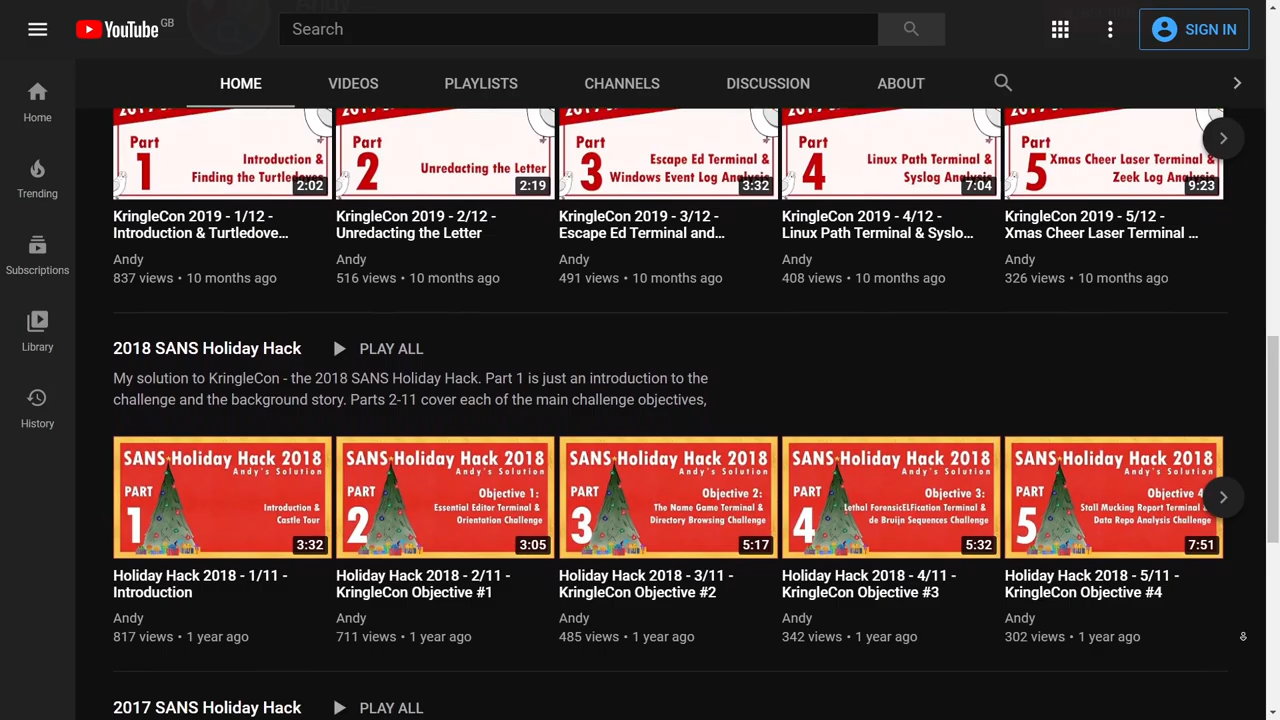 YouTube GB
Search
SIGN IN
HOME VIDEOS PLAYLISTS CHANNELS DISCUSSION ABOUT
Home
Trending
Subscriptions
Library
History
Part
1
Introduction &
Finding the Turtledoves
2:02
Part
2
Unredacting the Letter
2:19
Part
3
Escape Ed Terminal &
Windows Event Log Analysis
3:32
Part
4
Linux Path Terminal &
Syslog Analysis
7:04
Part
5
Xmas Cheer Laser Terminal &
Zeek Log Analysis
9:23
KringleCon 2019 - 1/12 -
Introduction & Turtledove...
Andy
837 views • 10 months ago
KringleCon 2019 - 2/12 -
Unredacting the Letter
Andy
516 views • 10 months ago
KringleCon 2019 - 3/12 -
Escape Ed Terminal and...
Andy
491 views • 10 months ago
KringleCon 2019 - 4/12 -
Linux Path Terminal & Syslo...
Andy
408 views • 10 months ago
KringleCon 2019 - 5/12 -
Xmas Cheer Laser Terminal ...
Andy
326 views • 10 months ago
2018 SANS Holiday Hack PLAY ALL
My solution to KringleCon - the 2018 SANS Holiday Hack. Part 1 is just an introduction to the
challenge and the background story. Parts 2-11 cover each of the main challenge objectives,
SANS Holiday Hack 2018
Andy's Solution
PART
1
Introduction &
Castle Tour
3:32
SANS Holiday Hack 2018
Andy's Solution
PART
2
Objective 1:
Essential Editor Terminal &
Orientation Challenge
3:05
SANS Holiday Hack 2018
Andy's Solution
PART
3
Objective 2:
The Name Game Terminal &
Directory Browsing Challenge
5:17
SANS Holiday Hack 2018
Andy's Solution
PART
4
Objective 3:
Lethal ForensicELFication Terminal &
de Bruijn Sequences Challenge
5:32
SANS Holiday Hack 2018
Andy's Solution
PART
5
Objective 4
Stall Mucking Report Terminal &
Data Repo Analysis Challenge
7:51
Holiday Hack 2018 - 1/11 -
Introduction
Andy
817 views • 1 year ago
Holiday Hack 2018 - 2/11 -
KringleCon Objective #1
Andy
711 views • 1 year ago
Holiday Hack 2018 - 3/11 -
KringleCon Objective #2
Andy
485 views • 1 year ago
Holiday Hack 2018 - 4/11 -
KringleCon Objective #3
Andy
342 views • 1 year ago
Holiday Hack 2018 - 5/11 -
KringleCon Objective #4
Andy
302 views • 1 year ago
2017 SANS Holiday Hack PLAY ALL